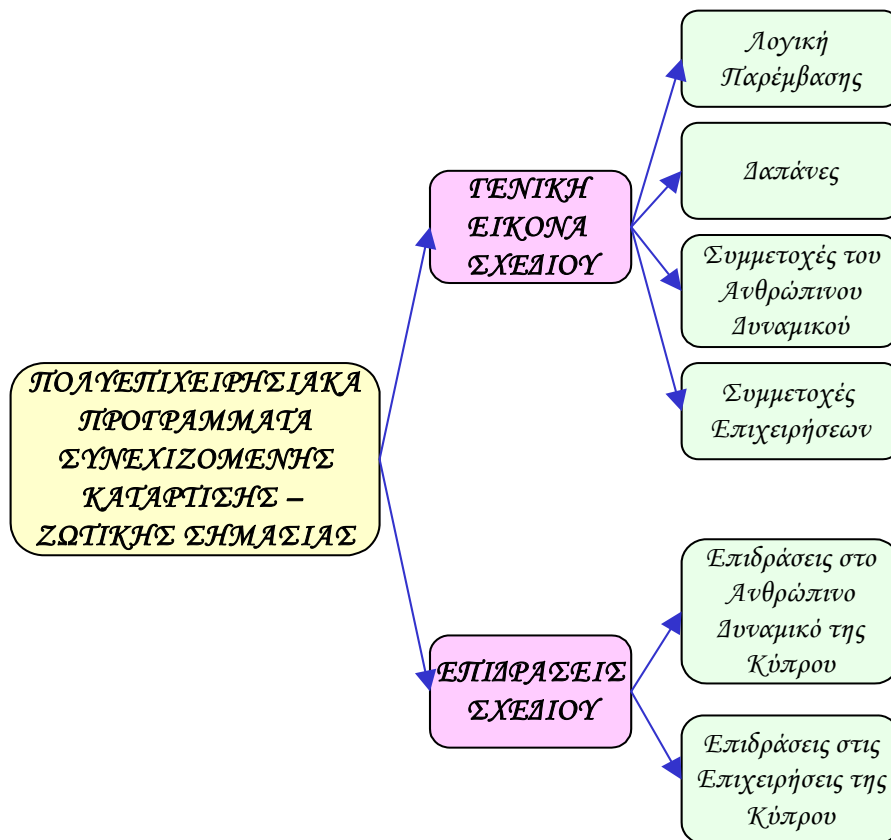 Λογική
Παρέμβασης
Δαπάνες
ΓΕΝΙΚΗ
ΕΙΚΟΝΑ
ΣΧΕΔΙΟΥ
Συμμετοχές του
Ανθρώπινου
Δυναμικού
Συμμετοχές
Επιχειρήσεων
ΠΟΛΥΕΠΙΧΕΙΡΗΣΙΑΚΑ
ΠΡΟΓΡΑΜΜΑΤΑ
ΣΥΝΕΧΙΖΟΜΕΝΗΣ
ΚΑΤΑΡΤΙΣΗΣ –
ΖΩΤΙΚΗΣ ΣΗΜΑΣΙΑΣ
Επιδράσεις στο
Ανθρώπινο
Δυναμικό της
Κύπρου
ΕΠΙΔΡΑΣΕΙΣ
ΣΧΕΔΙΟΥ
Επιδράσεις στις
Επιχειρήσεις της
Κύπρου